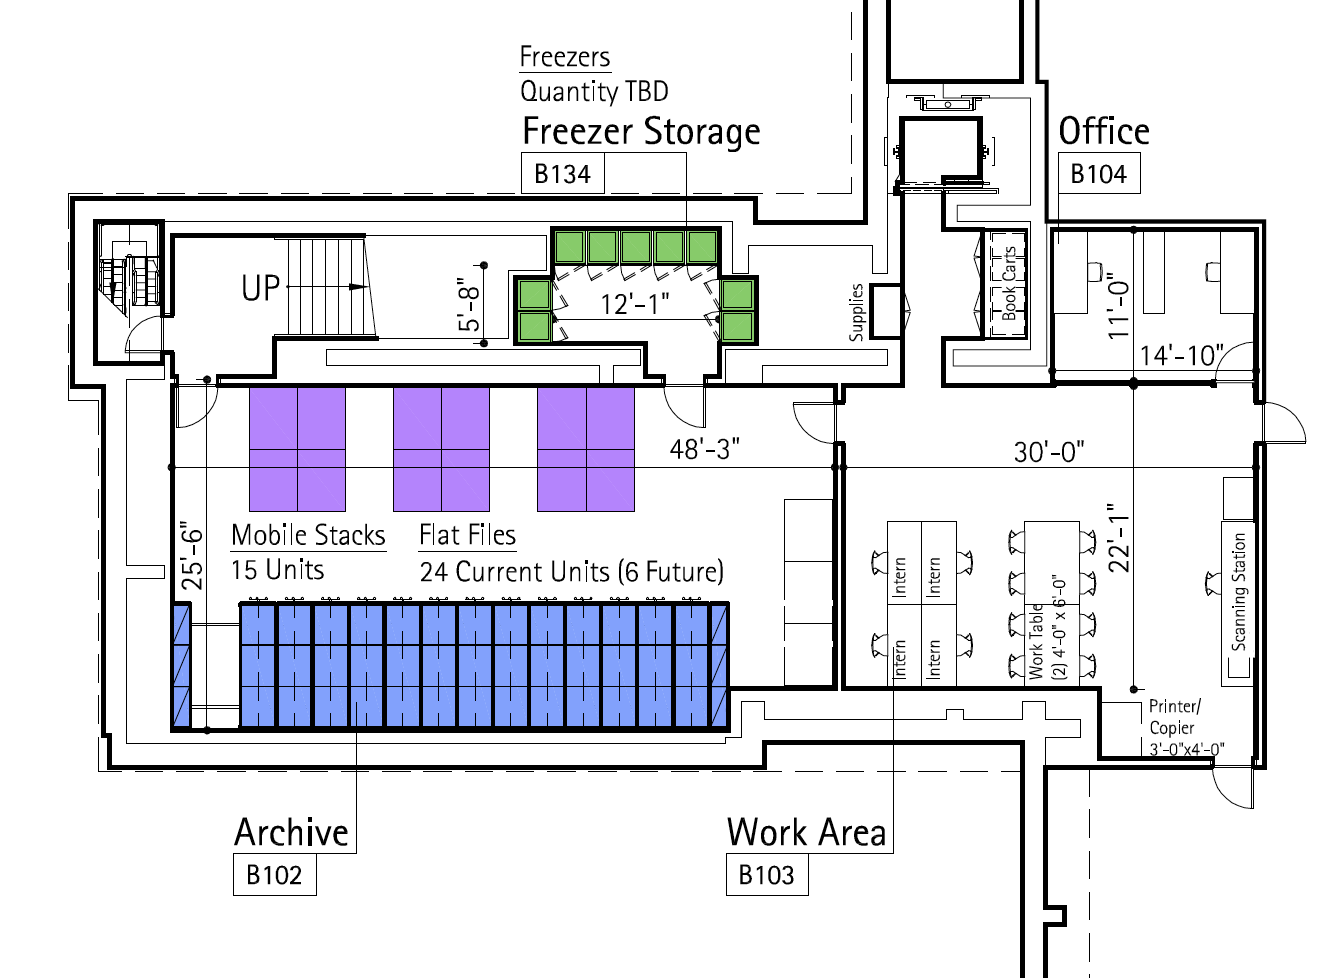 Freezers
Quantity TBD
Freezer Storage
B134
Office
B104
UP
5'-8"
12'-1"
Supplies
Book Carts
11'-0"
14'-10"
48'-3"
30'-0"
25'-6"
Mobile Stacks
15 Units
Flat Files
24 Current Units (6 Future)
22'-1"
Intern
Intern
Intern
Intern
Work Table
(2) 4'-0" x 6'-0"
Scanning Station
Printer/
Copier
3'-0"x4'-0"
Archive
B102
Work Area
B103